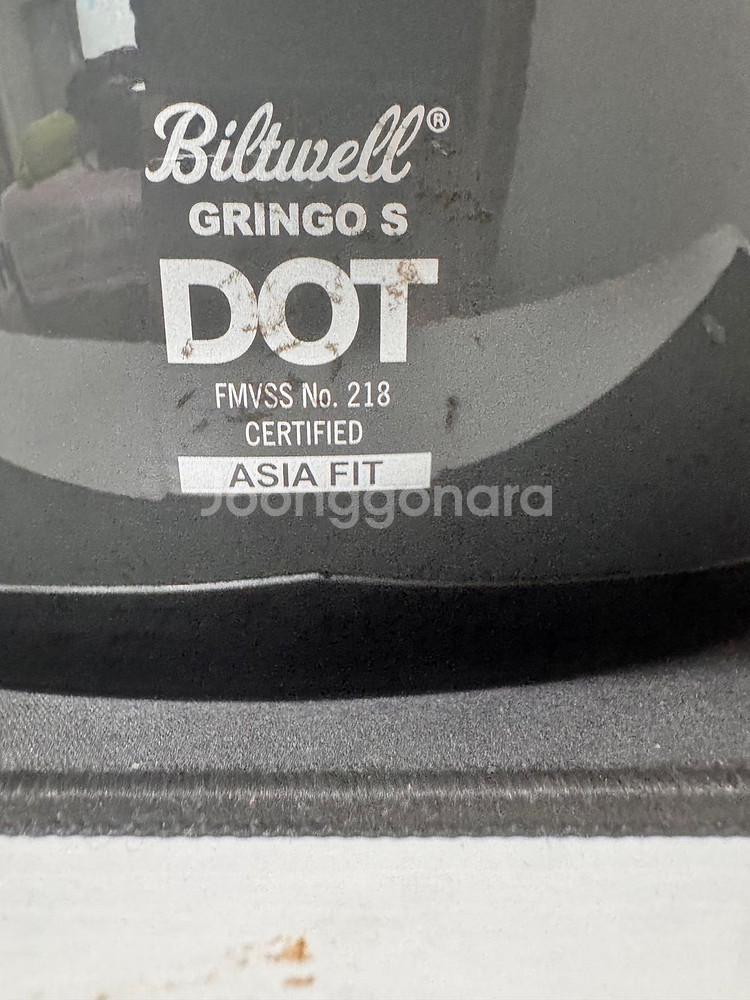 Biltwell®
GRINGO S
DOT
FMVSS No. 218
CERTIFIED
ASIA FIT
Joonggonara